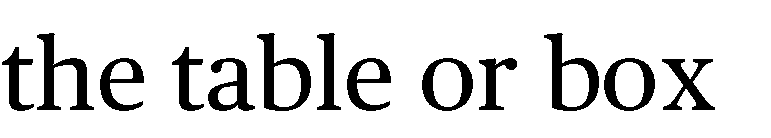 the table or box